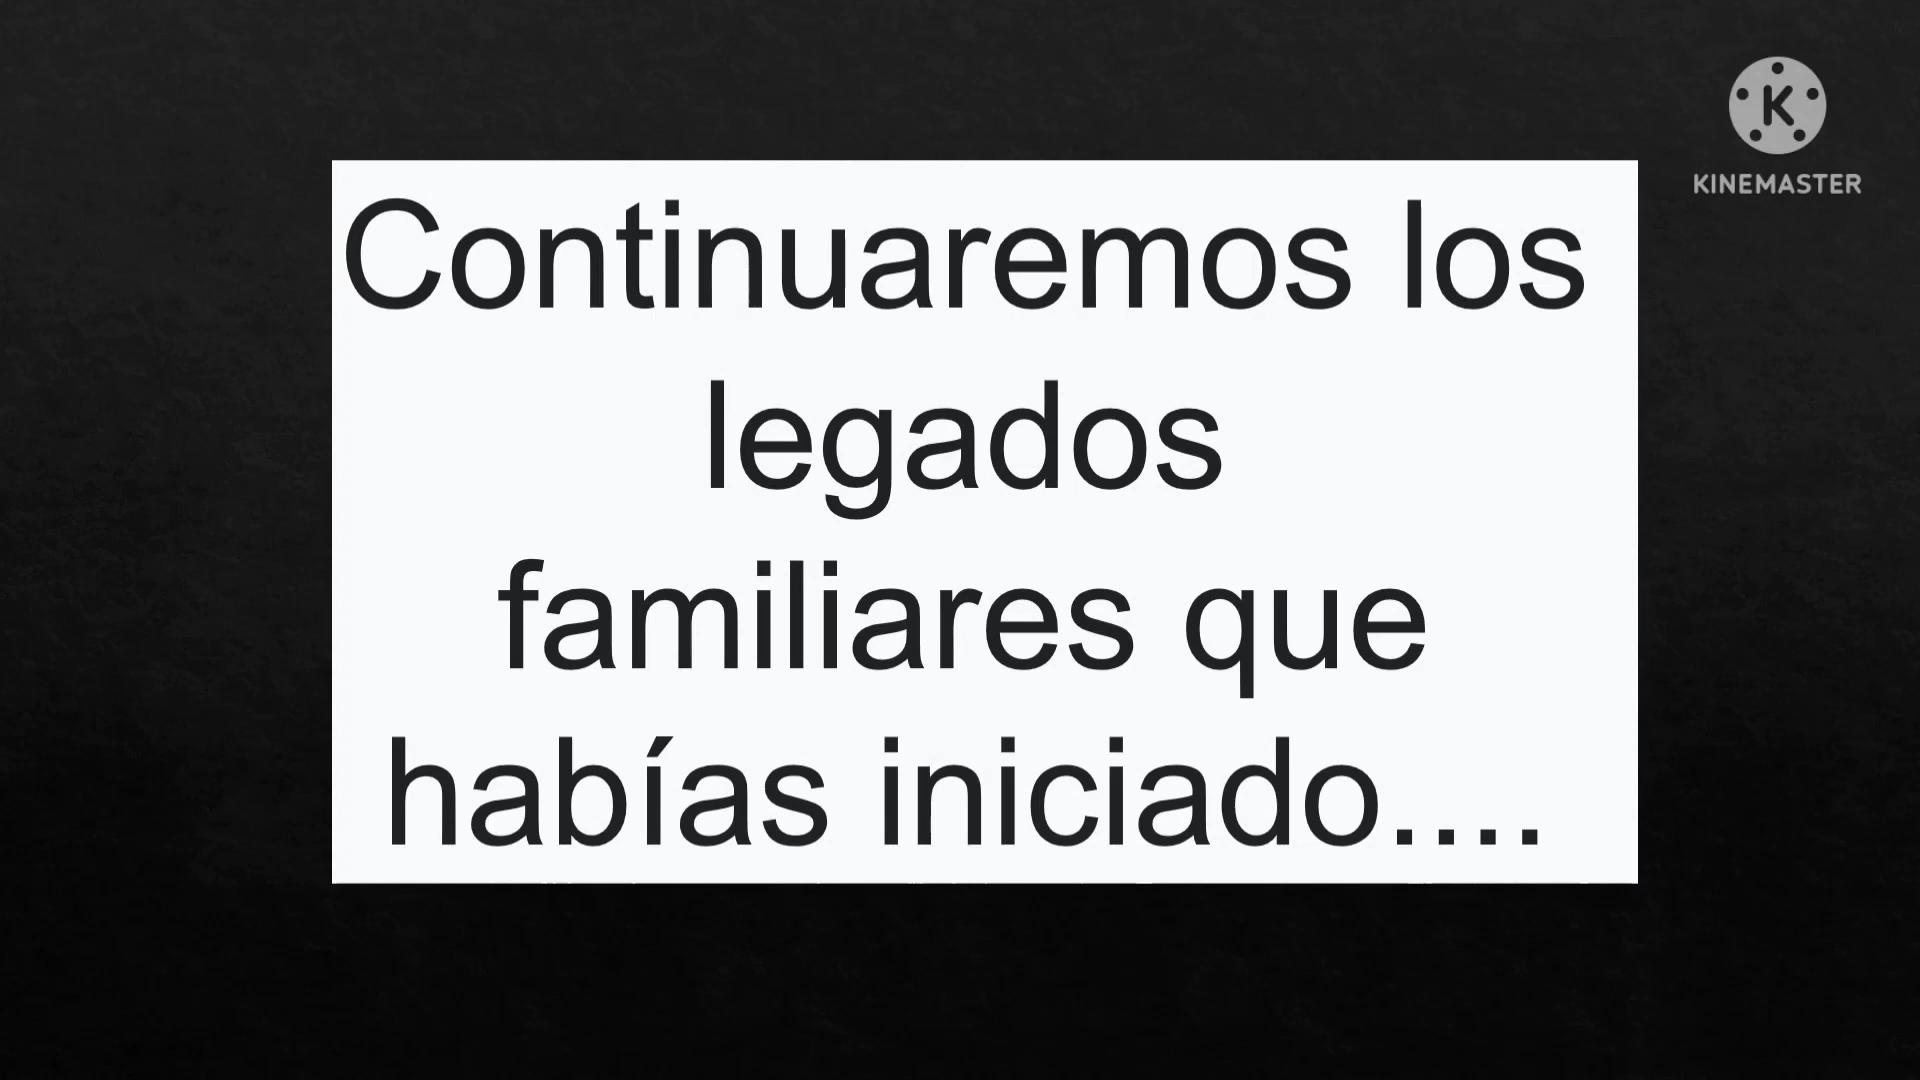 Continuaremos los
legados
familiares que
habías iniciado....
K
KINEMASTER